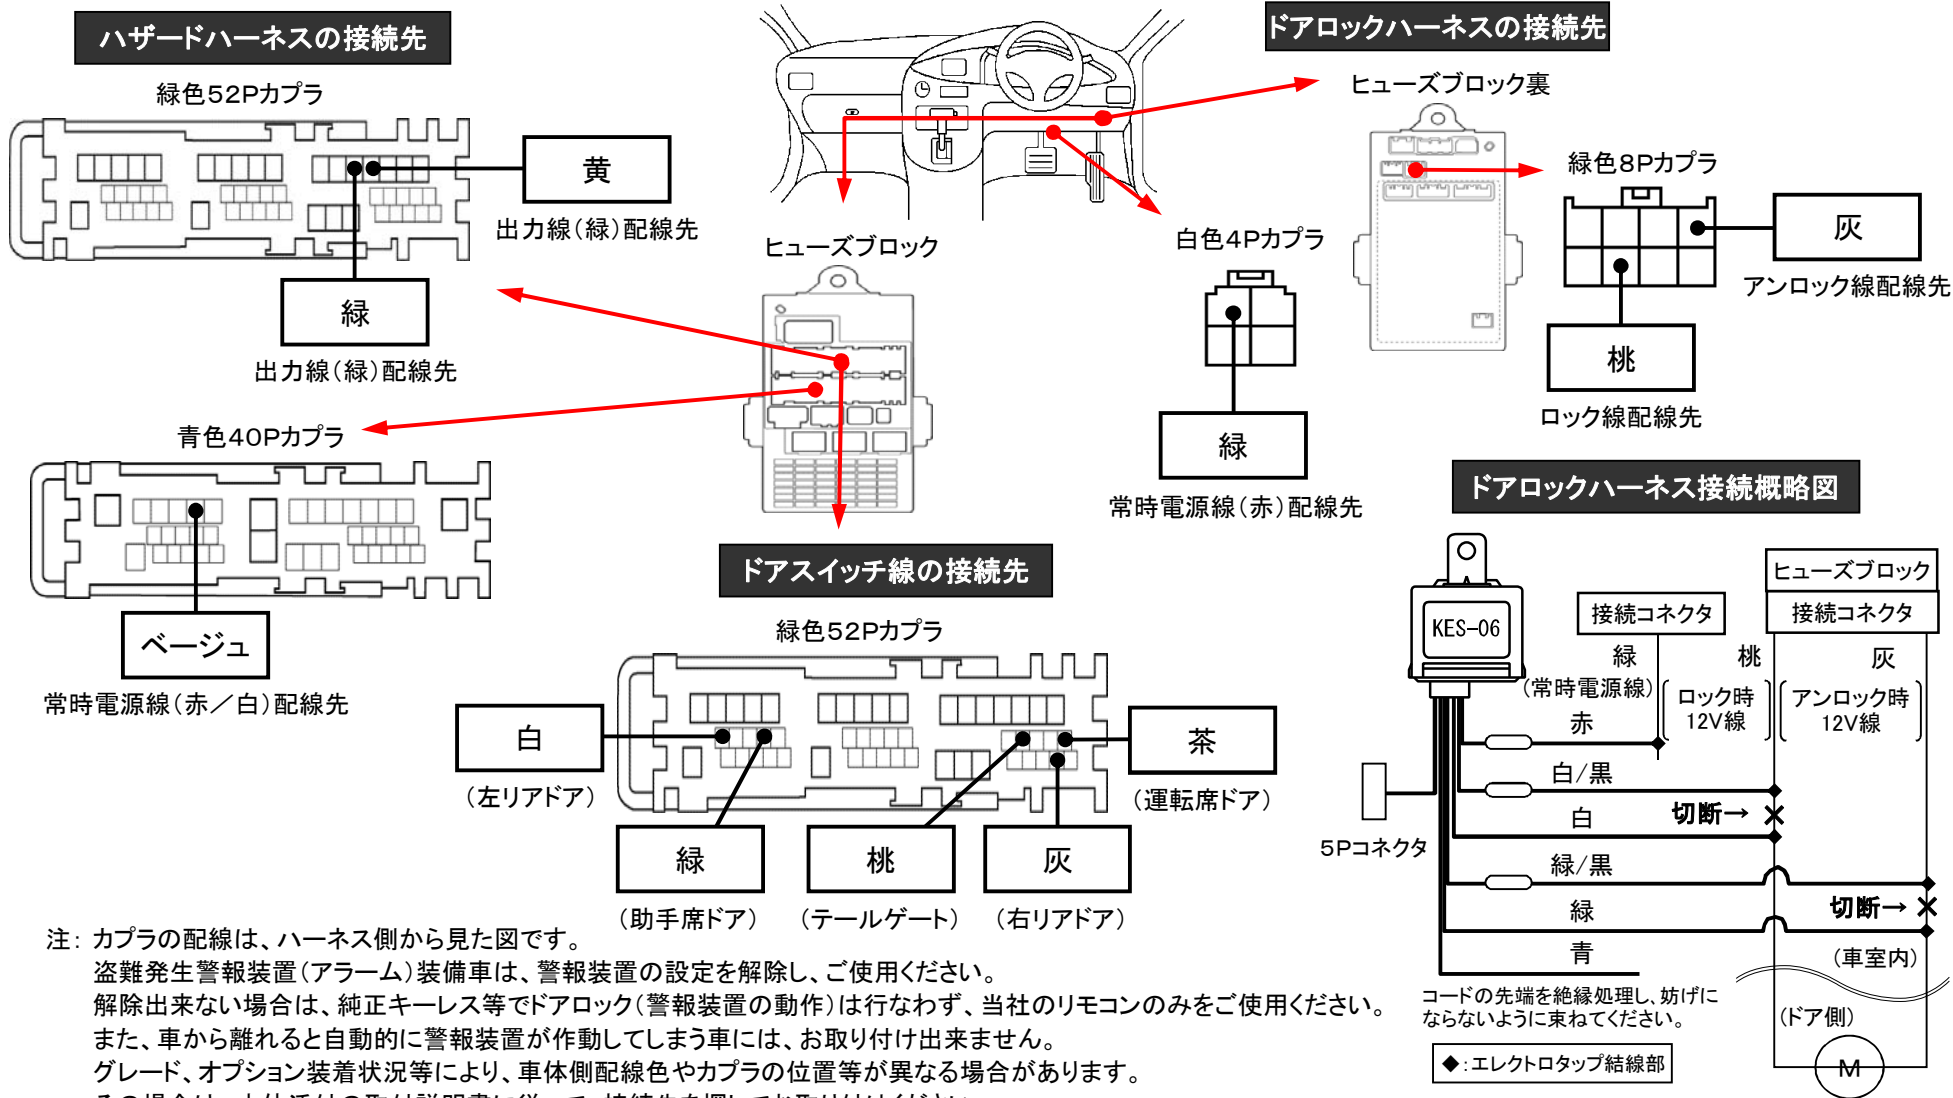 ハザードハーネスの接続先
緑色52Pカプラ
黄
出力線(緑)配線先
緑
出力線(緑)配線先
青色40Pカプラ
ベージュ
常時電源線(赤/白)配線先
ヒューズブロック
ドアロックハーネスの接続先
ヒューズブロック裏
緑色8Pカプラ
灰
アンロック線配線先
桃
ロック線配線先
白色4Pカプラ
緑
常時電源線(赤)配線先
ドアスイッチ線の接続先
緑色52Pカプラ
白
(左リアドア)
茶
(運転席ドア)
緑
(助手席ドア)
桃
(テールゲート)
灰
(右リアドア)
ドアロックハーネス接続概略図
KES-06
接続コネクタ
ヒューズブロック
接続コネクタ
緑
(常時電源線)
桃
ロック時
12V線
灰
アンロック時
12V線
赤
白/黒
白
切断→
緑/黒
緑
切断→
青
5Pコネクタ
(車室内)
(ドア側)
M
コードの先端を絶縁処理し、妨げに
ならないように束ねてください。
◆:エレクトロタップ結線部
注: カプラの配線は、ハーネス側から見た図です。
盗難発生警報装置(アラーム)装備車は、警報装置の設定を解除し、ご使用ください。
解除出来ない場合は、純正キーレス等でドアロック(警報装置の動作)は行なわず、当社のリモコンのみをご使用ください。
また、車から離れると自動的に警報装置が作動してしまう車には、お取り付け出来ません。
グレード、オプション装着状況等により、車体側配線色やカプラの位置等が異なる場合があります。